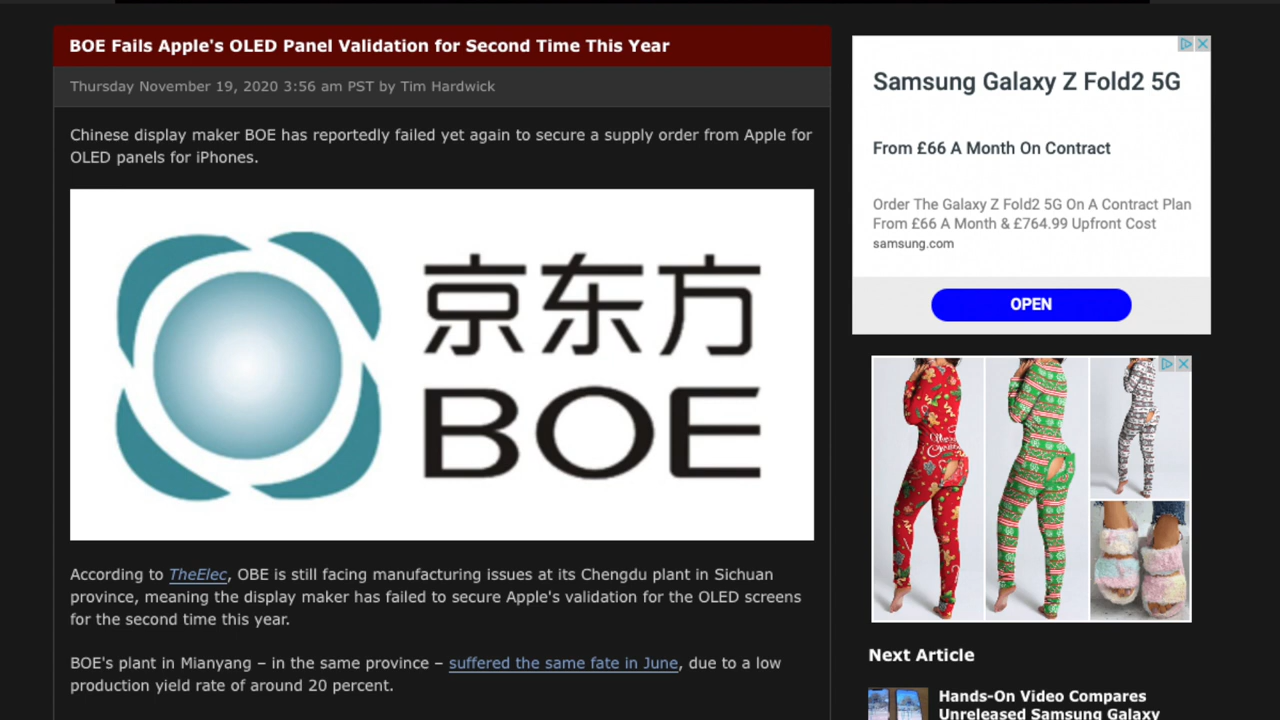 BOE Fails Apple's OLED Panel Validation for Second Time This Year
Thursday November 19, 2020 3:56 am PST by Tim Hardwick
Chinese display maker BOE has reportedly failed yet again to secure a supply order from Apple for
OLED panels for iPhones.
京东方
BOE
According to TheElec, OBE is still facing manufacturing issues at its Chengdu plant in Sichuan
province, meaning the display maker has failed to secure Apple's validation for the OLED screens
for the second time this year.
BOE's plant in Mianyang – in the same province – suffered the same fate in June, due to a low
production yield rate of around 20 percent.
Samsung Galaxy Z Fold2 5G
From £66 A Month On Contract
Order The Galaxy Z Fold2 5G On A Contract Plan
From £66 A Month & £764.99 Upfront Cost
samsung.com
OPEN
Next Article
Hands-On Video Compares
Unreleased Samsung Galaxy